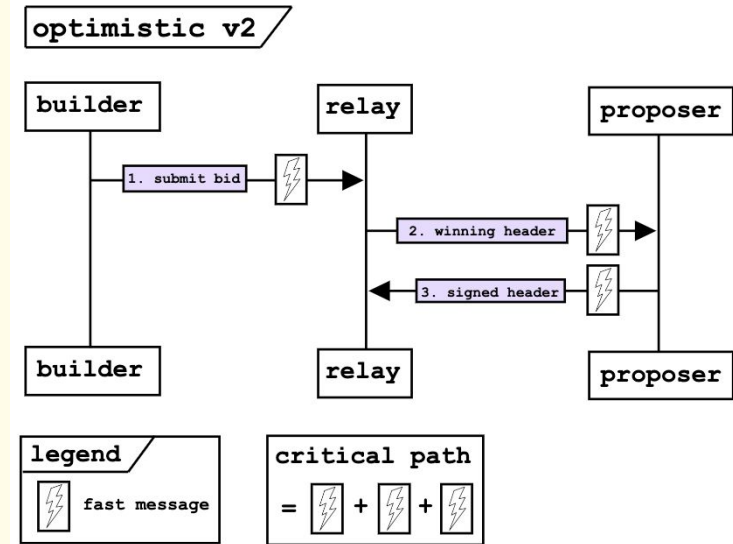 optimistic v2
builder
relay
proposer
1. submit bid
2. winning header
3. signed header
builder
relay
proposer
legend
fast message
critical path
= + +